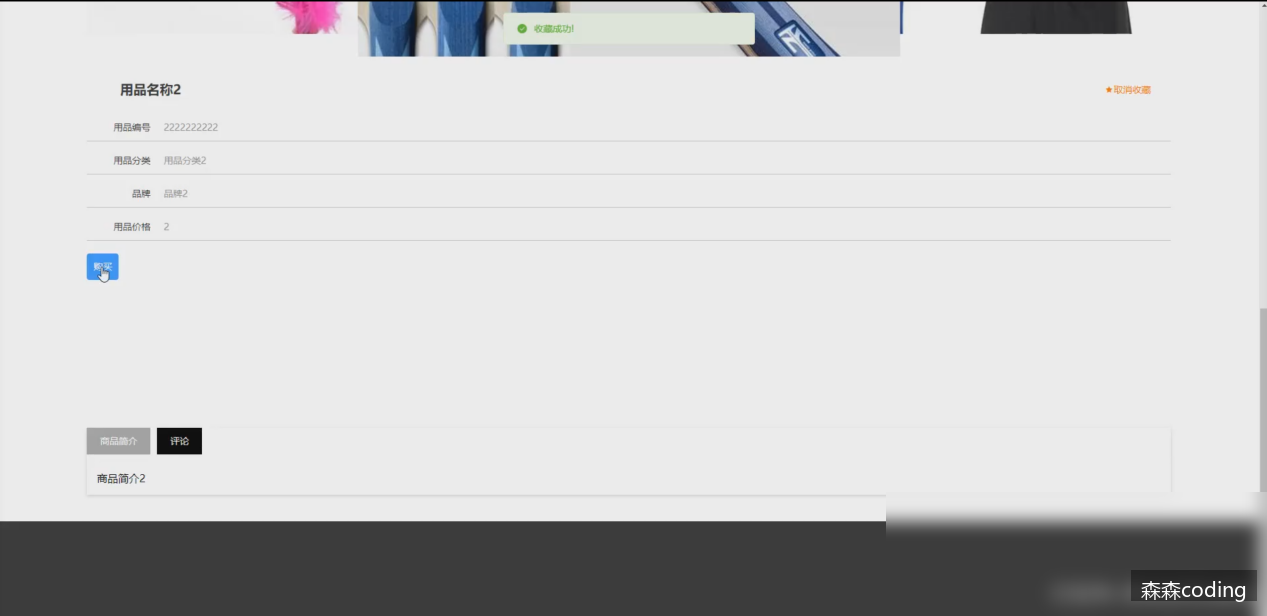 收藏成功!
用品名称2
★取消收藏
用品编号 2222222222
用品分类 用品分类2
品牌 品牌2
用品价格 2
购买
商品简介 评论
商品简介2
森森coding